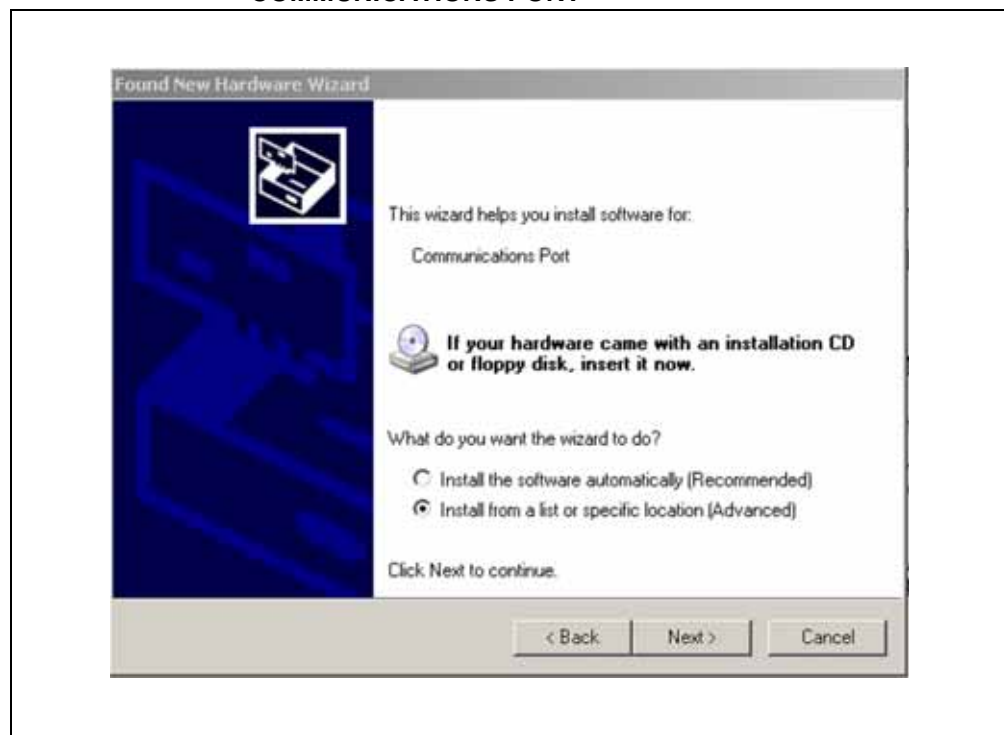 COMMUNICATIONS PORT
Found New Hardware Wizard
This wizard helps you install software for:
Communications Port
If your hardware came with an installation CD
or floppy disk, insert it now.
What do you want the wizard to do?
Install the software automatically (Recommended)
Install from a list or specific location (Advanced)
Click Next to continue.
< Back
Next >
Cancel